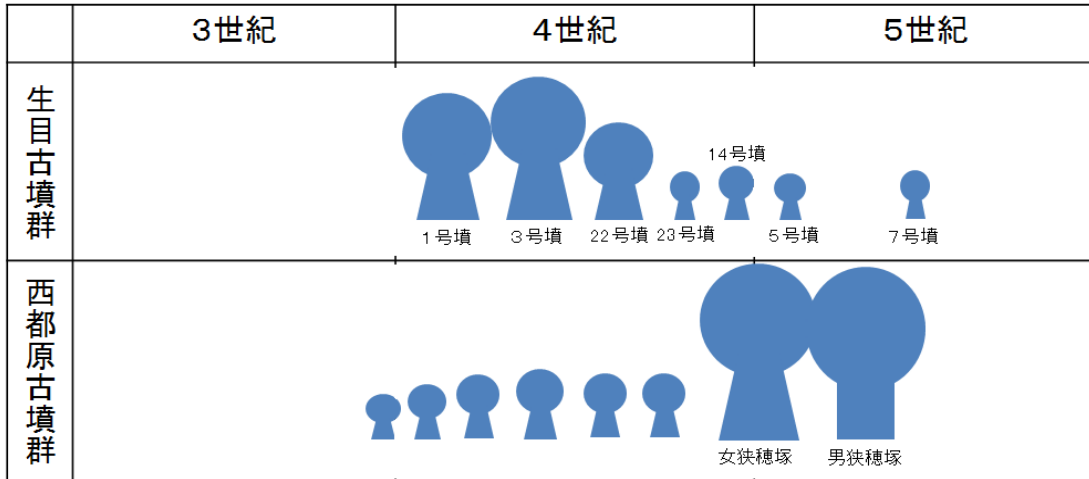 ３世紀
４世紀
５世紀
生目古墳群
14号墳
１号墳
３号墳
22号墳
23号墳
５号墳
７号墳
西都原古墳群
女狭穂塚
男狭穂塚